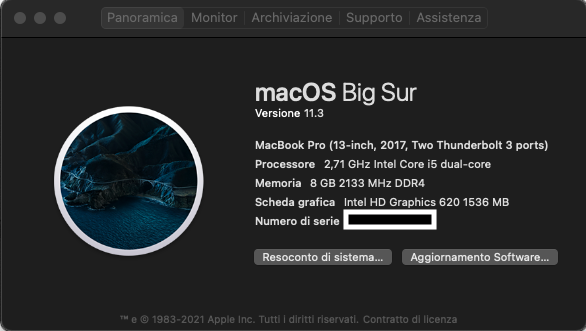 Panoramica Monitor Archiviazione Supporto Assistenza
macOS Big Sur
Versione 11.3
MacBook Pro (13-inch, 2017, Two Thunderbolt 3 ports)
Processore 2,71 GHz Intel Core i5 dual-core
Memoria 8 GB 2133 MHz DDR4
Scheda grafica Intel HD Graphics 620 1536 MB
Numero di serie
Resoconto di sistema... Aggiornamento Software...
™ e © 1983-2021 Apple Inc. Tutti i diritti riservati. Contratto di licenza